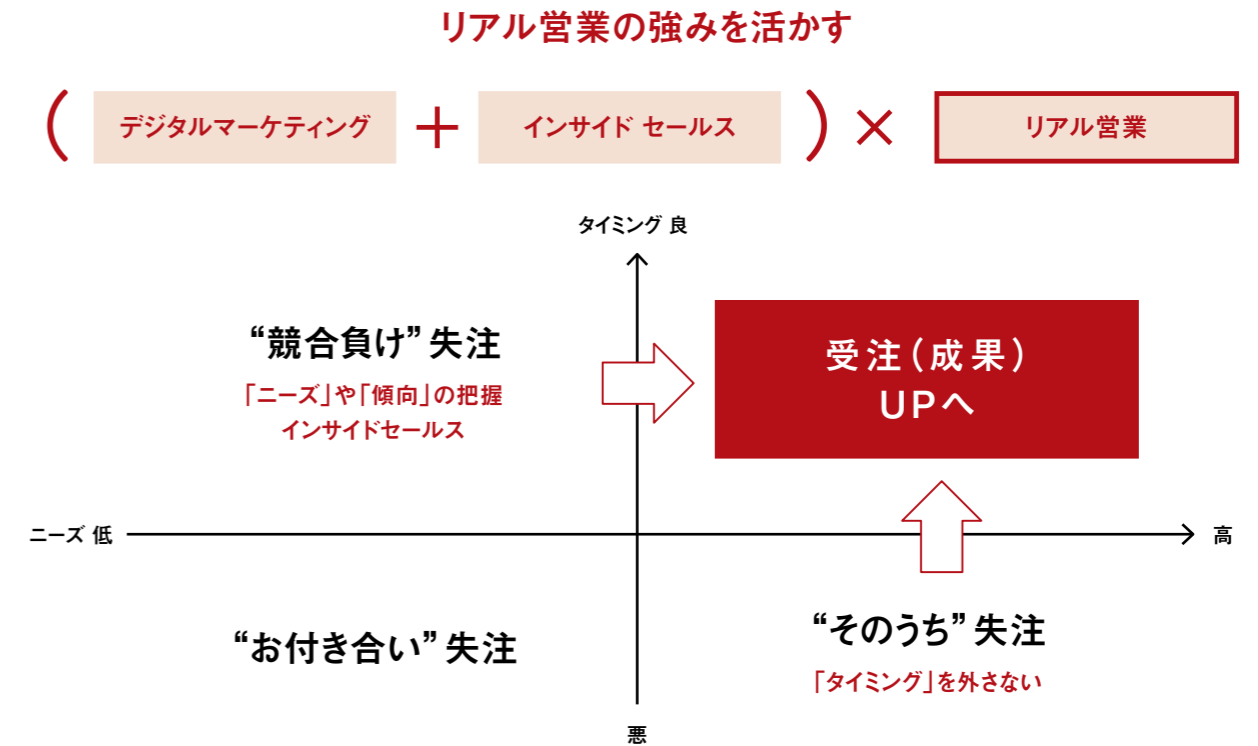 リアル営業の強みを活かす
( デジタルマーケティング + インサイド セールス ) × リアル営業
タイミング 良
“競合負け” 失注
「ニーズ」や「傾向」の把握
インサイドセールス
受注(成果)
UPへ
ニーズ 低
高
“お付き合い” 失注
“そのうち” 失注
「タイミング」を外さない
悪